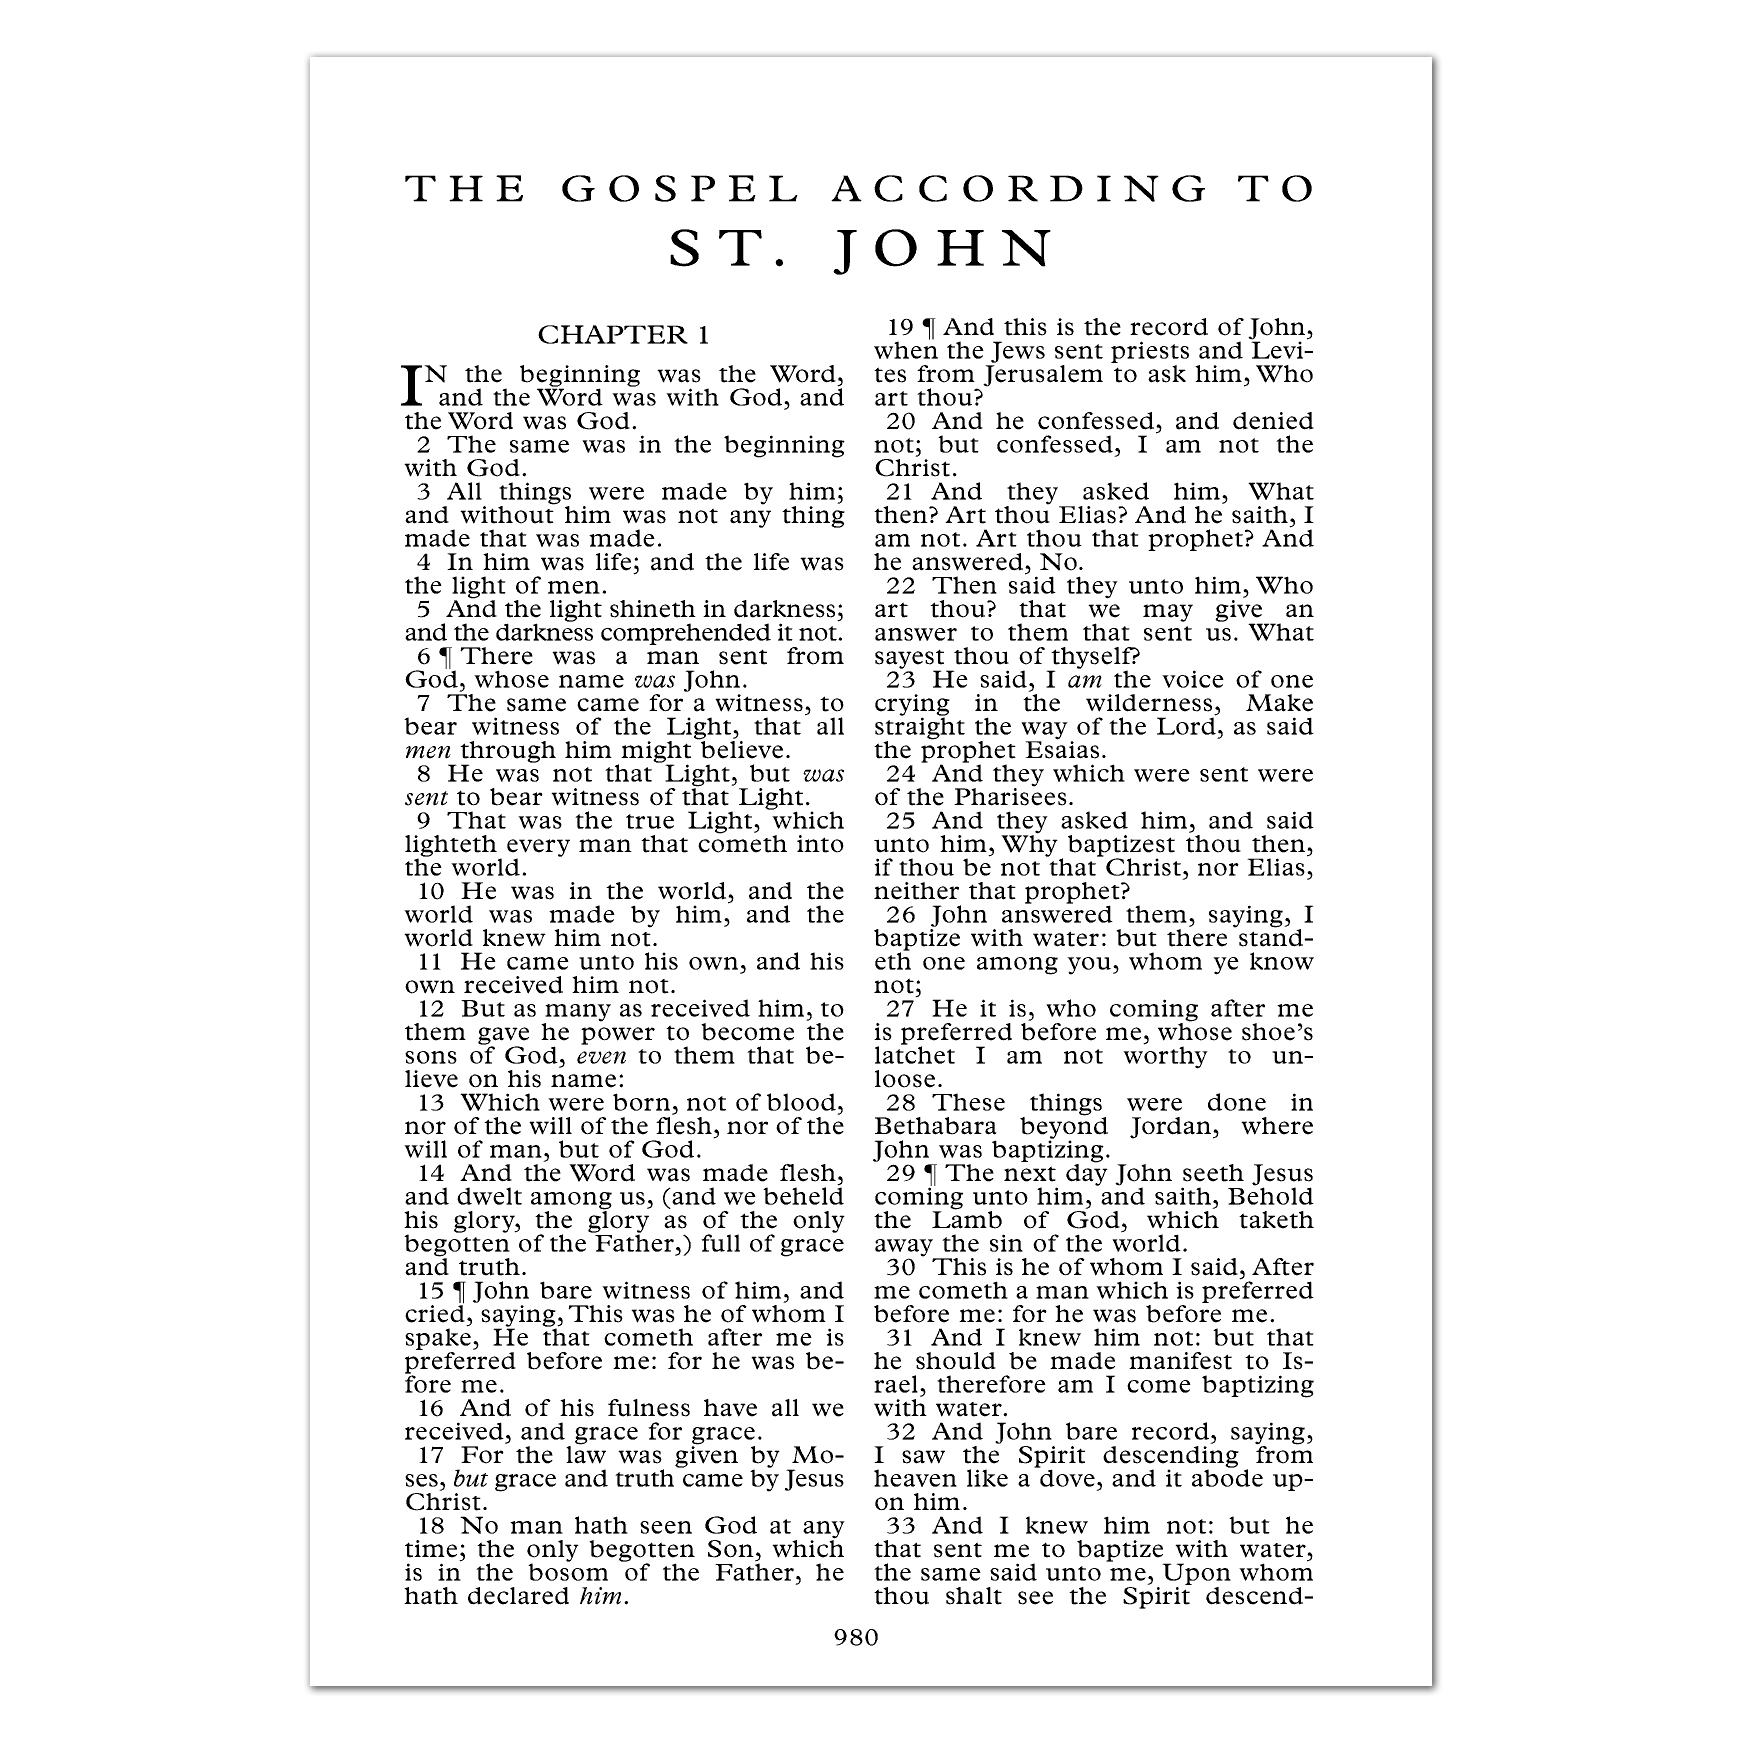 THE GOSPEL ACCORDING TO
ST. JOHN
CHAPTER 1
IN the beginning was the Word,
and the Word was with God, and
the Word was God.
2 The same was in the beginning
with God.
3 All things were made by him;
and without him was not any thing
made that was made.
4 In him was life; and the life was
the light of men.
5 And the light shineth in darkness;
and the darkness comprehended it not.
6 ¶ There was a man sent from
God, whose name was John.
7 The same came for a witness, to
bear witness of the Light, that all
men through him might believe.
8 He was not that Light, but was
sent to bear witness of that Light.
9 That was the true Light, which
lighteth every man that cometh into
the world.
10 He was in the world, and the
world was made by him, and the
world knew him not.
11 He came unto his own, and his
own received him not.
12 But as many as received him, to
them gave he power to become the
sons of God, even to them that be-
lieve on his name:
13 Which were born, not of blood,
nor of the will of the flesh, nor of the
will of man, but of God.
14 And the Word was made flesh,
and dwelt among us, (and we beheld
his glory, the glory as of the only
begotten of the Father,) full of grace
and truth.
15 ¶ John bare witness of him, and
cried, saying, This was he of whom I
spake, He that cometh after me is
preferred before me: for he was be-
fore me.
16 And of his fulness have all we
received, and grace for grace.
17 For the law was given by Mo-
ses, but grace and truth came by Jesus
Christ.
18 No man hath seen God at any
time; the only begotten Son, which
is in the bosom of the Father, he
hath declared him.
19 ¶ And this is the record of John,
when the Jews sent priests and Levi-
tes from Jerusalem to ask him, Who
art thou?
20 And he confessed, and denied
not; but confessed, I am not the
Christ.
21 And they asked him, What
then? Art thou Elias? And he saith, I
am not. Art thou that prophet? And
he answered, No.
22 Then said they unto him, Who
art thou? that we may give an
answer to them that sent us. What
sayest thou of thyself?
23 He said, I am the voice of one
crying in the wilderness, Make
straight the way of the Lord, as said
the prophet Esaias.
24 And they which were sent were
of the Pharisees.
25 And they asked him, and said
unto him, Why baptizest thou then,
if thou be not that Christ, nor Elias,
neither that prophet?
26 John answered them, saying, I
baptize with water: but there stand-
eth one among you, whom ye know
not;
27 He it is, who coming after me
is preferred before me, whose shoe's
latchet I am not worthy to un-
loose.
28 These things were done in
Bethabara beyond Jordan, where
John was baptizing.
29 ¶ The next day John seeth Jesus
coming unto him, and saith, Behold
the Lamb of God, which taketh
away the sin of the world.
30 This is he of whom I said, After
me cometh a man which is preferred
before me: for he was before me.
31 And I knew him not: but that
he should be made manifest to Is-
rael, therefore am I come baptizing
with water.
32 And John bare record, saying,
I saw the Spirit descending from
heaven like a dove, and it abode up-
on him.
33 And I knew him not: but he
that sent me to baptize with water,
the same said unto me, Upon whom
thou shalt see the Spirit descend-
980